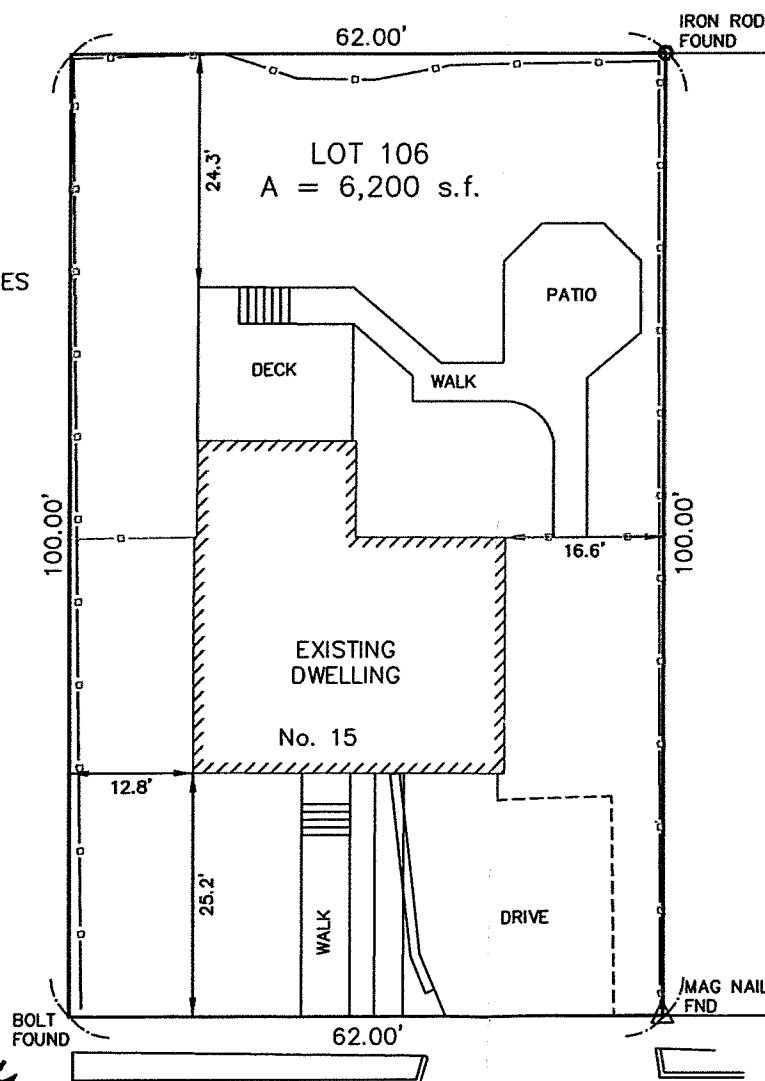 IRON ROD
FOUND
62.00'
LOT 106
A = 6,200 s.f.
24.3'
ES
PATIO
DECK
WALK
100.00'
100.00'
16.6'
EXISTING
DWELLING
No. 15
12.8'
25.2'
WALK
DRIVE
MAG NAIL
FND
BOLT
FOUND
62.00'